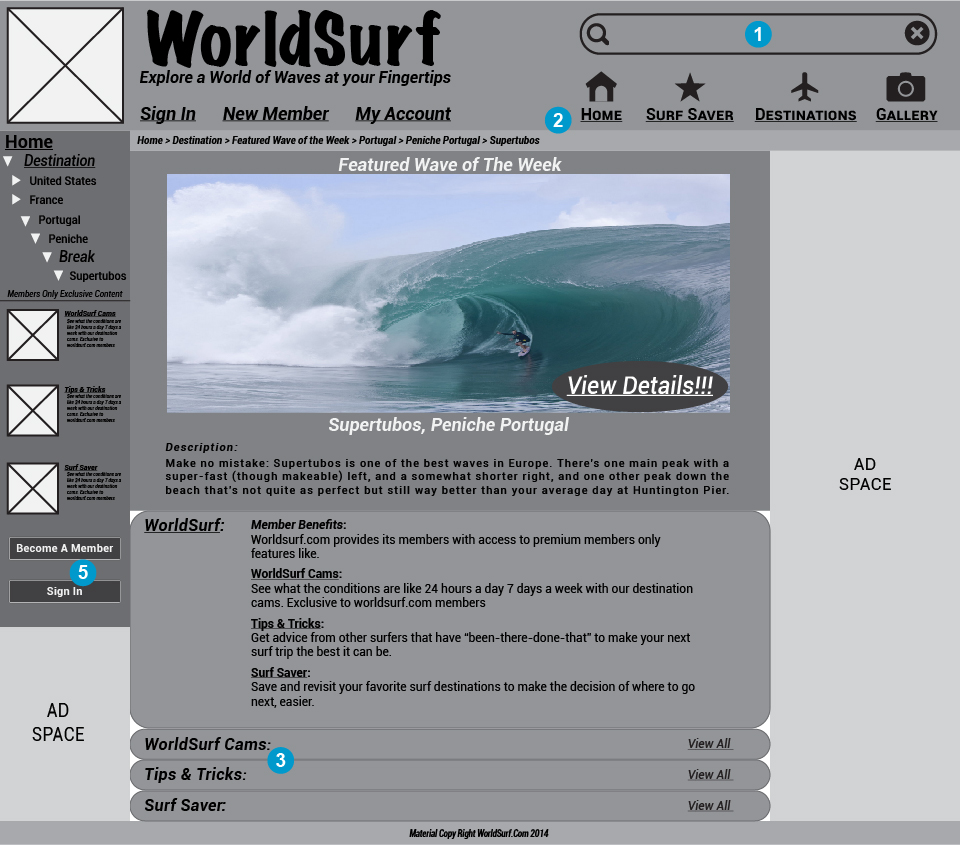 WorldSurf
Explore a World of Waves at your Fingertips
Sign In New Member My Account
1
2
Home Surf Saver Destinations Gallery
Home > Destination > Featured Wave of the Week > Portugal > Peniche Portugal > Supertubos
Home
Destination
United States
France
Portugal
Peniche
Break
Supertubos
Members Only Exclusive Content
WorldSurf Cams
See what the conditions are
like 24 hours a day 7 days a
week with our destination
cams. Exclusive to
worldsurf.com members
Tips & Tricks
See what the conditions are
like 24 hours a day 7 days a
week with our destination
cams. Exclusive to
worldsurf.com members
Surf Saver
See what the conditions are
like 24 hours a day 7 days a
week with our destination
cams. Exclusive to
worldsurf.com members
Become A Member
5
Sign In
AD
SPACE
Featured Wave of The Week
View Details!!!
Supertubos, Peniche Portugal
Description:
Make no mistake: Supertubos is one of the best waves in Europe. There's one main peak with a
super-fast (though makeable) left, and a somewhat shorter right, and one other peak down the
beach that's not quite as perfect but still way better than your average day at Huntington Pier.
WorldSurf:
Member Benefits:
Worldsurf.com provides its members with access to premium members only
features like.
WorldSurf Cams:
See what the conditions are like 24 hours a day 7 days a week with our destination
cams. Exclusive to worldsurf.com members
Tips & Tricks:
Get advice from other surfers that have “been-there-done-that” to make your next
surf trip the best it can be.
Surf Saver:
Save and revisit your favorite surf destinations to make the decision of where to go
next, easier.
WorldSurf Cams: View All
3
Tips & Tricks: View All
Surf Saver: View All
AD
SPACE
Material Copy Right WorldSurf.Com 2014